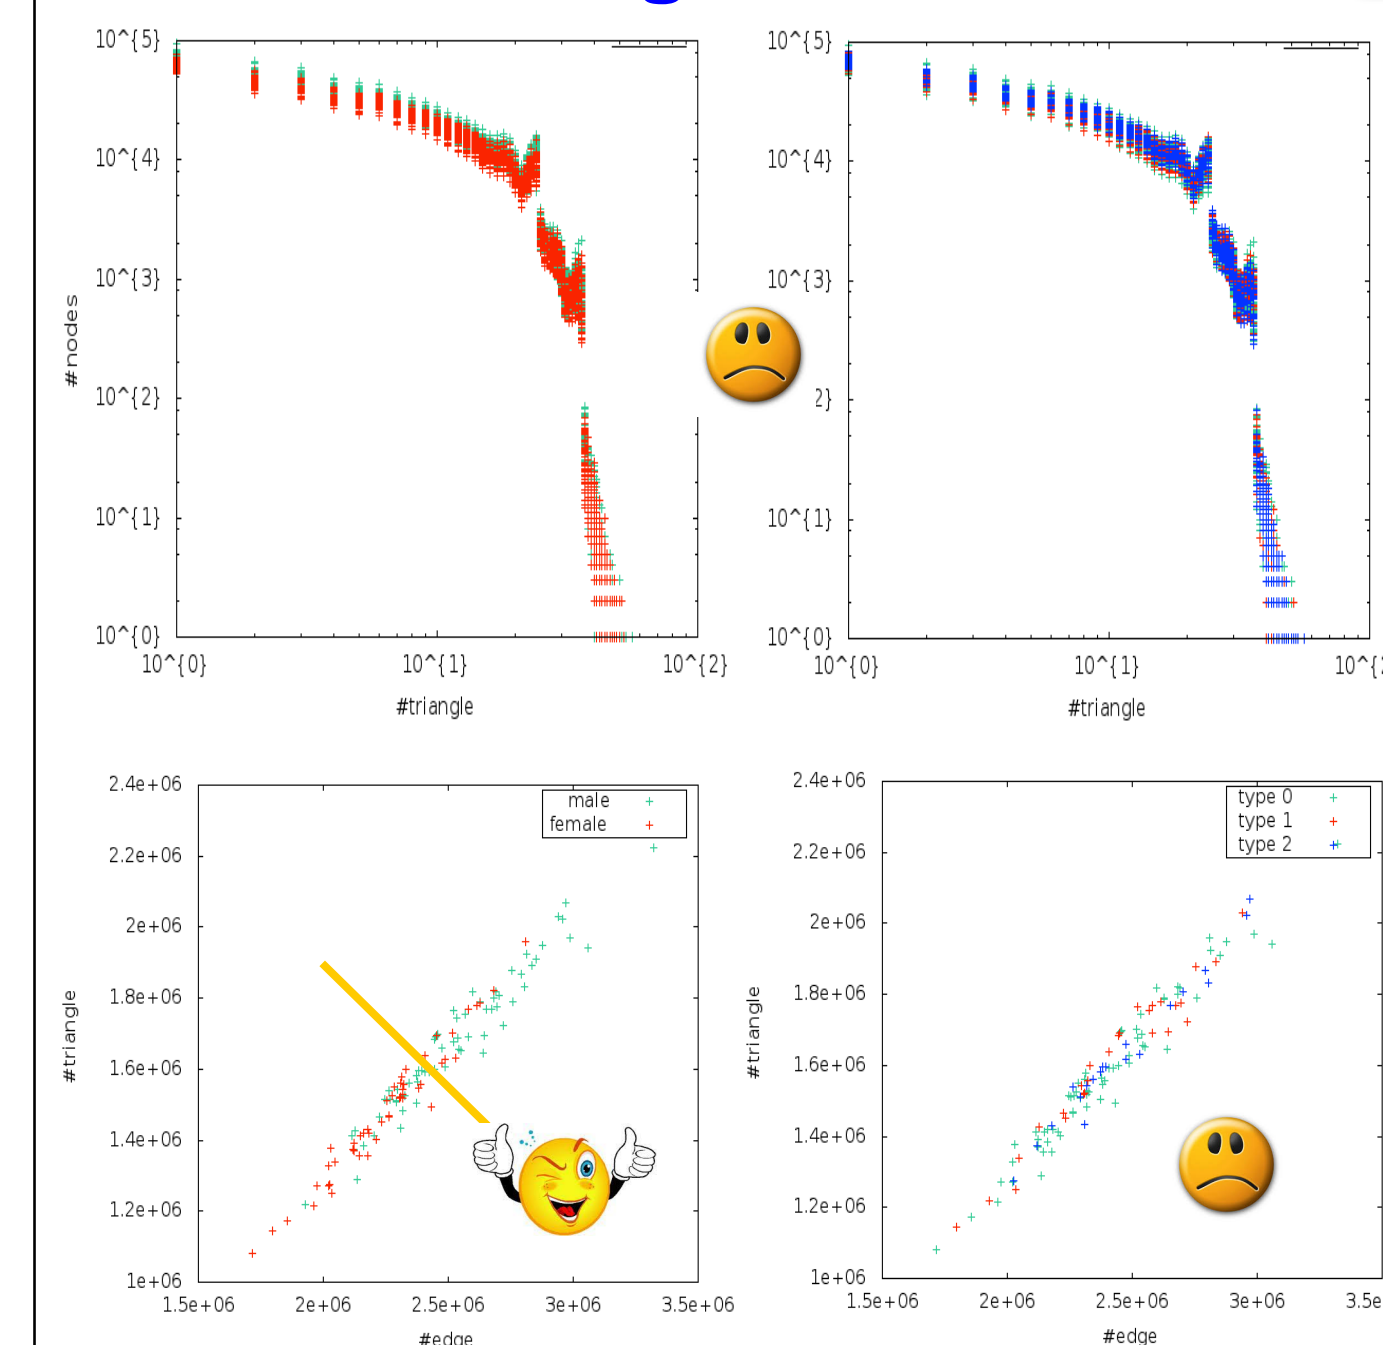 g
10^{5}
10^{4}
10^{3}
10^{2}
10^{1}
10^{0}
#nodes
10^{0} 10^{1} 10^{2}
#triangle
10^{5}
10^{4}
10^{3}
2}
10^{1}
10^{0}
10^{0} 10^{1} 10^{2
#triangle
2.4e+06
2.2e+06
2e+06
1.8e+06
1.6e+06
1.4e+06
1.2e+06
1e+06
#triangle
male
female
1.5e+06 2e+06 2.5e+06 3e+06 3.5e+06
#edge
2.4e+06
2.2e+06
2e+06
1.8e+06
1.6e+06
1.4e+06
1.2e+06
1e+06
#triangle
type 0
type 1
type 2
1.5e+06 2e+06 2.5e+06 3e+06 3.5e
#edge